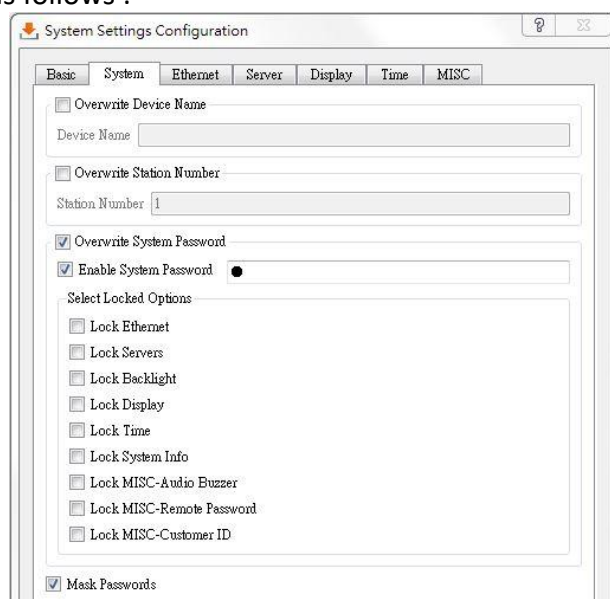 as follows :
System Settings Configuration
Basic System Ethernet Server Display Time MISC
Overwrite Device Name
Device Name
Overwrite Station Number
Station Number 1
Overwrite System Password
Enable System Password ●
Select Locked Options
Lock Ethernet
Lock Servers
Lock Backlight
Lock Display
Lock Time
Lock System Info
Lock MISC-Audio Buzzer
Lock MISC-Remote Password
Lock MISC-Customer ID
Mask Passwords